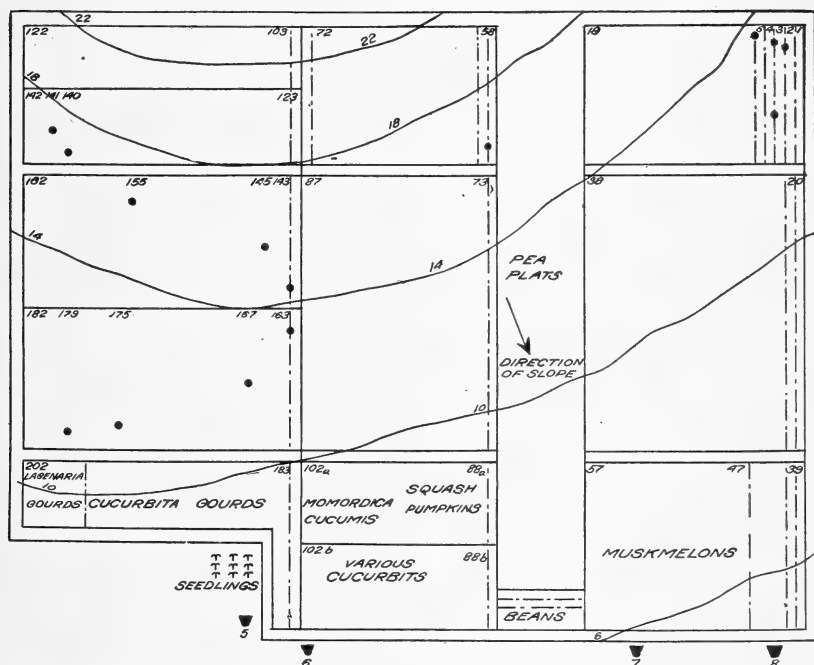 22
122 103 72 58 19 5 4 3 2 1
22
18
142 141 140 123
18
162 155 145 143 87 73 38 20
14
14
PEA
PLATS
182 179 175 167 163
DIRECTION
OF SLOPE
10
202 183 102a 88a 57 47 39
LAGENARIA
10
GOURDS
CUCURBITA GOURDS
MOMORDICA
CUCUMIS
SQUASH
PUMPKINS
102b 88b
VARIOUS
CUCURBITS
MUSKMELONS
SEEDLINGS
BEANS
5
6
6
7
8